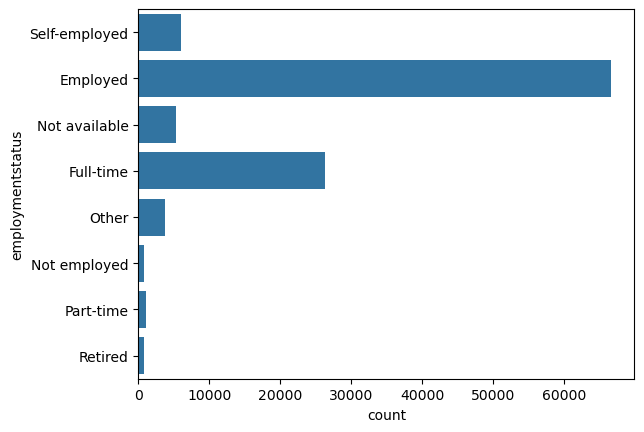 employmentstatus
Self-employed
Employed
Not available
Full-time
Other
Not employed
Part-time
Retired
0 10000 20000 30000 40000 50000 60000
count